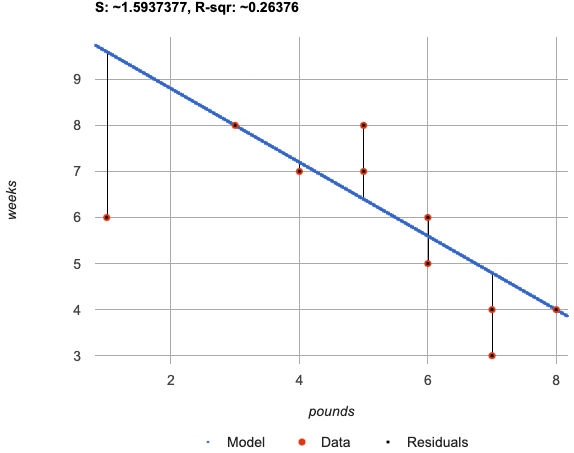 S: ~1.5937377, R-sqr: ~0.26376
9
8
7
6
5
4
3
weeks
2 4 6 8
pounds
Model Data Residuals